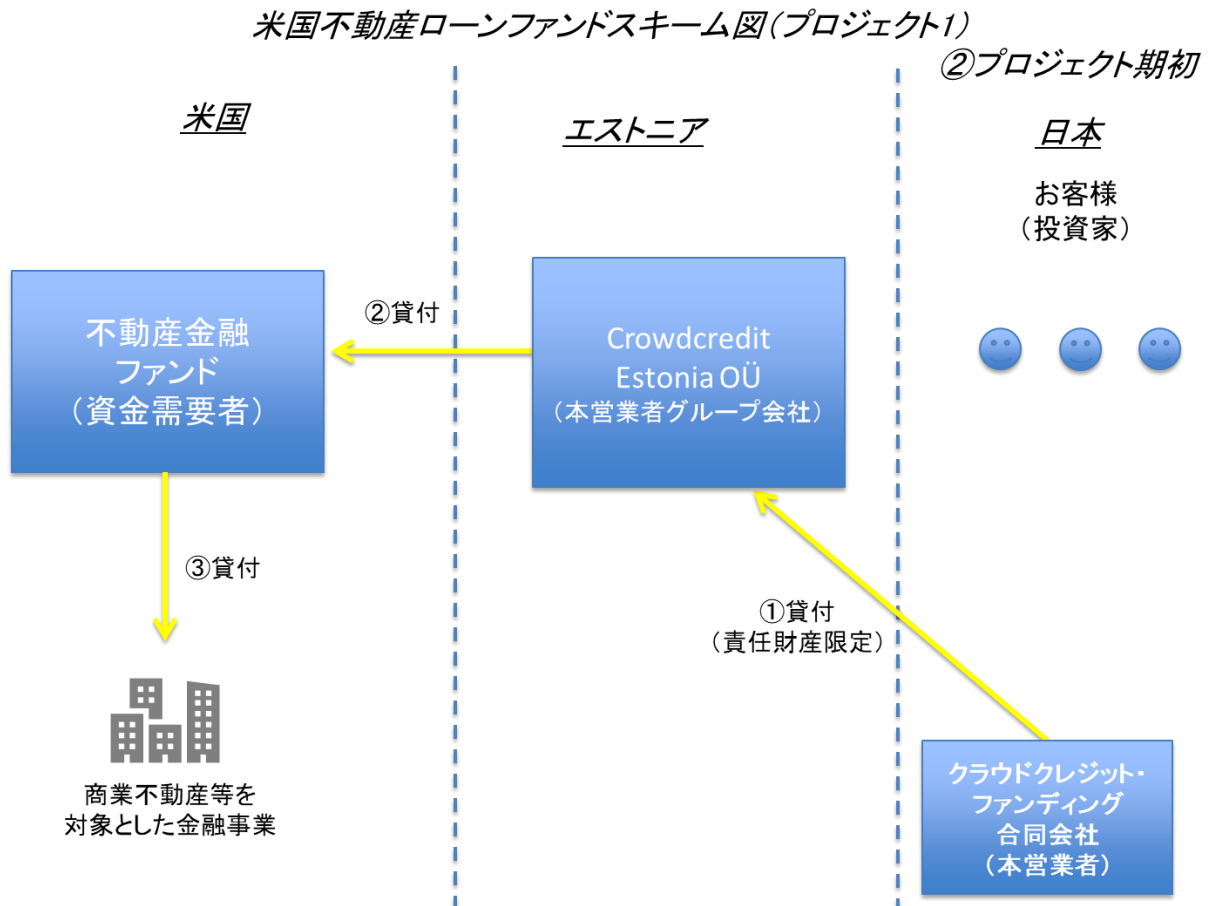 米国不動産ローンファンドスキーム図(プロジェクト1)
②プロジェクト期初
米国
エストニア
日本
お客様
(投資家)
不動産金融
ファンド
(資金需要者)
②貸付
Crowdcredit
Estonia OÜ
(本営業者グループ会社)
③貸付
①貸付
(責任財産限定)
商業不動産等を
対象とした金融事業
クラウドクレジット・
ファンディング
合同会社
(本営業者)